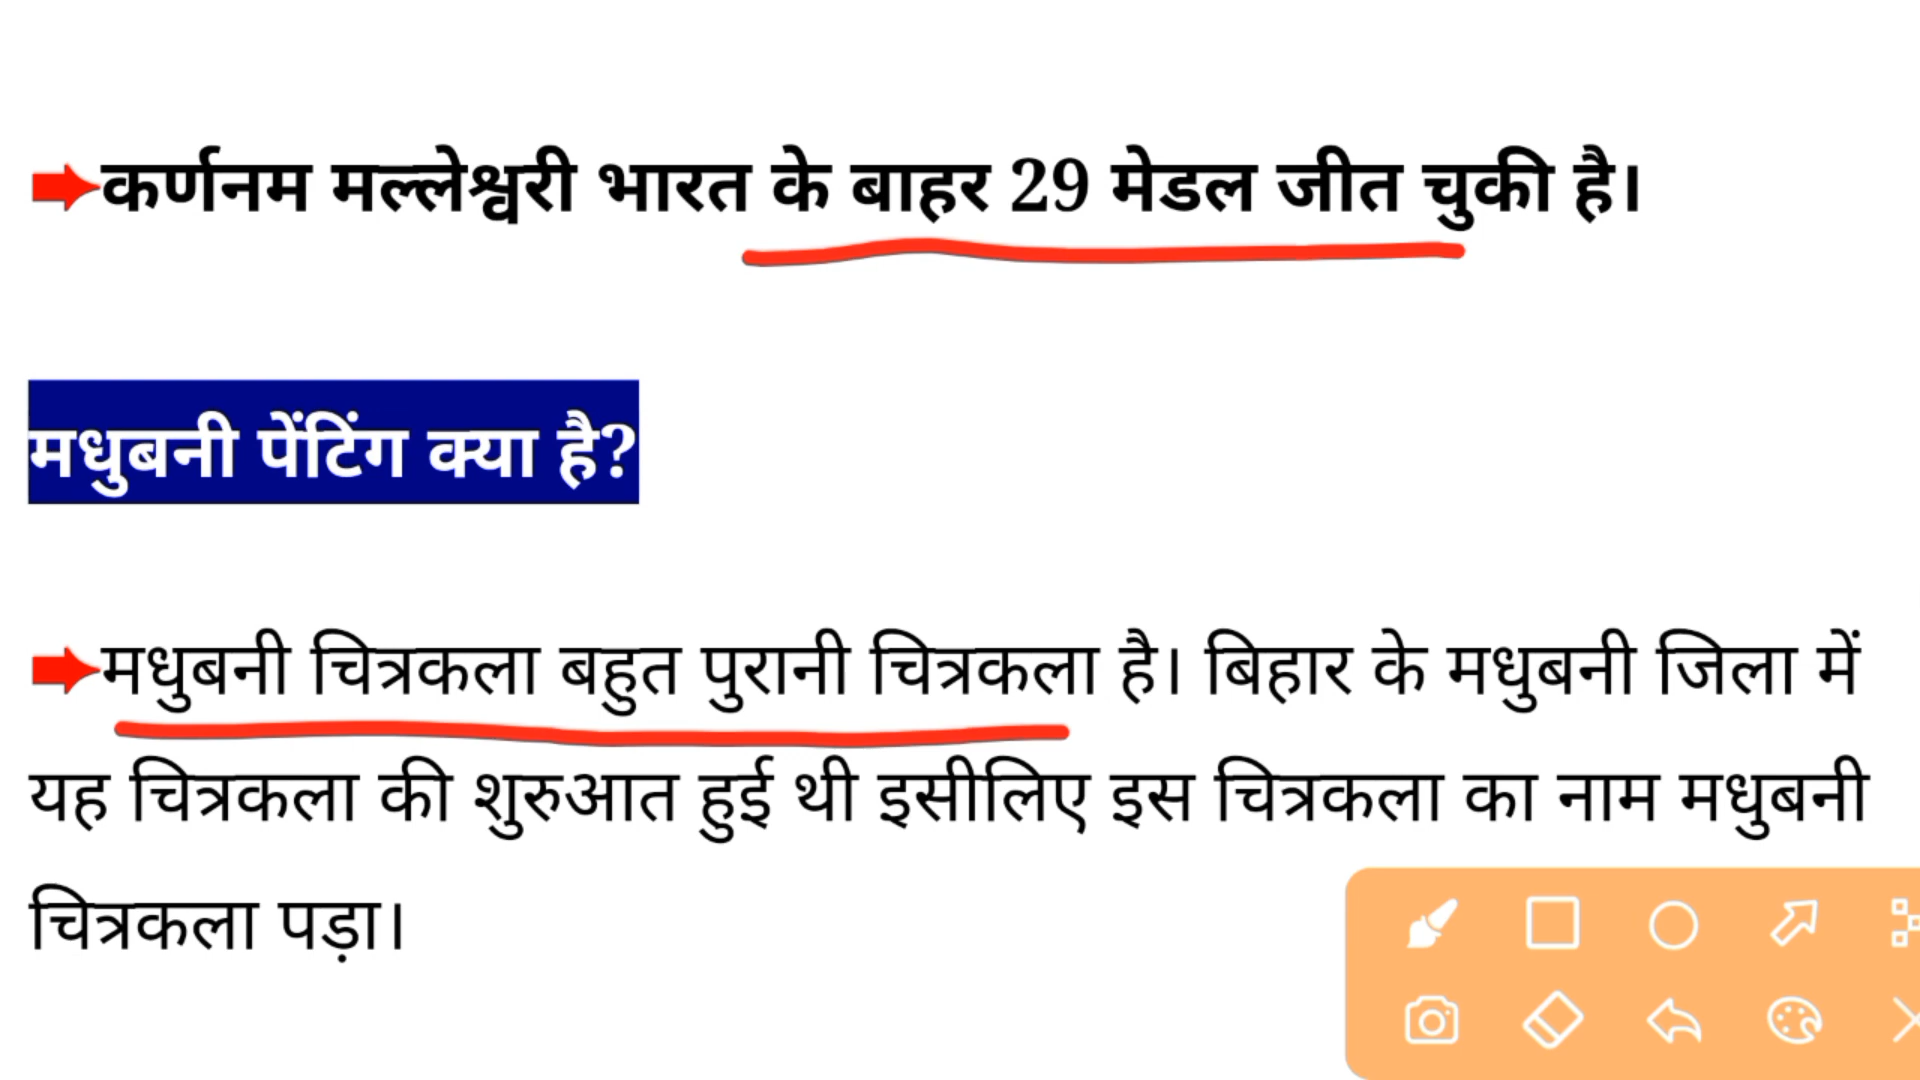 कर्णनम मल्लेश्वरी भारत के बाहर 29 मेडल जीत चुकी है।
मधुबनी पेंटिंग क्या है?
मधुबनी चित्रकला बहुत पुरानी चित्रकला है। बिहार के मधुबनी जिला में
यह चित्रकला की शुरुआत हुई थी इसीलिए इस चित्रकला का नाम मधुबनी
चित्रकला पड़ा।